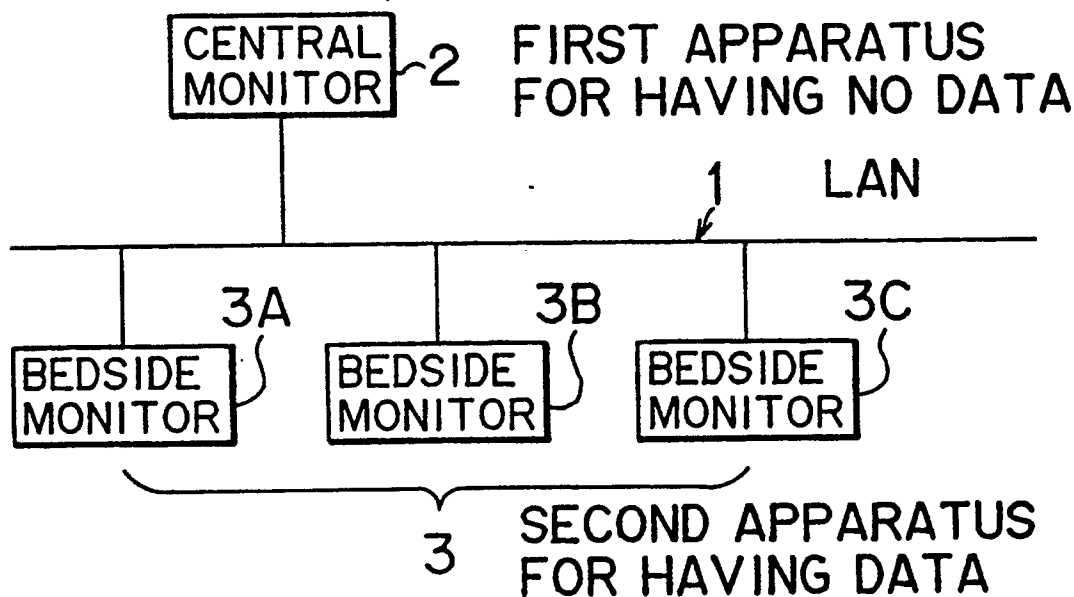 CENTRAL
MONITOR
2
FIRST APPARATUS
FOR HAVING NO DATA
1
LAN
3A
3B
3C
BEDSIDE
MONITOR
BEDSIDE
MONITOR
BEDSIDE
MONITOR
3
SECOND APPARATUS
FOR HAVING DATA